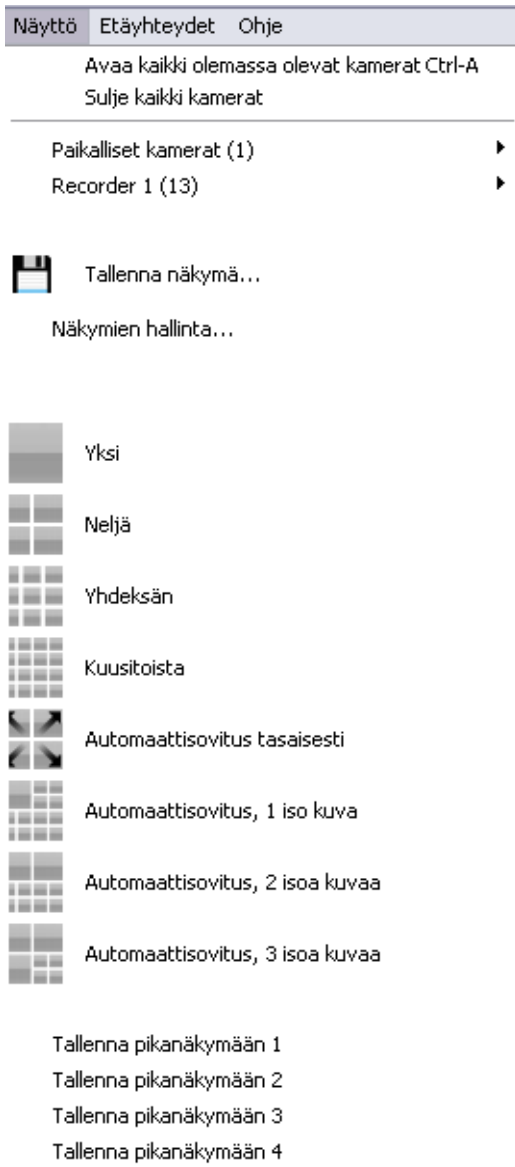 Näyttö Etäyhteydet Ohje
Avaa kaikki olemassa olevat kamerat Ctrl-A
Sulje kaikki kamerat
Paikalliset kamerat (1)
Recorder 1 (13)
Tallenna näkymä...
Näkymien hallinta...
Yksi
Neljä
Yhdeksän
Kuusitoista
Automaattisovitus tasaisesti
Automaattisovitus, 1 iso kuva
Automaattisovitus, 2 isoa kuvaa
Automaattisovitus, 3 isoa kuvaa
Tallenna pikanäkymään 1
Tallenna pikanäkymään 2
Tallenna pikanäkymään 3
Tallenna pikanäkymään 4